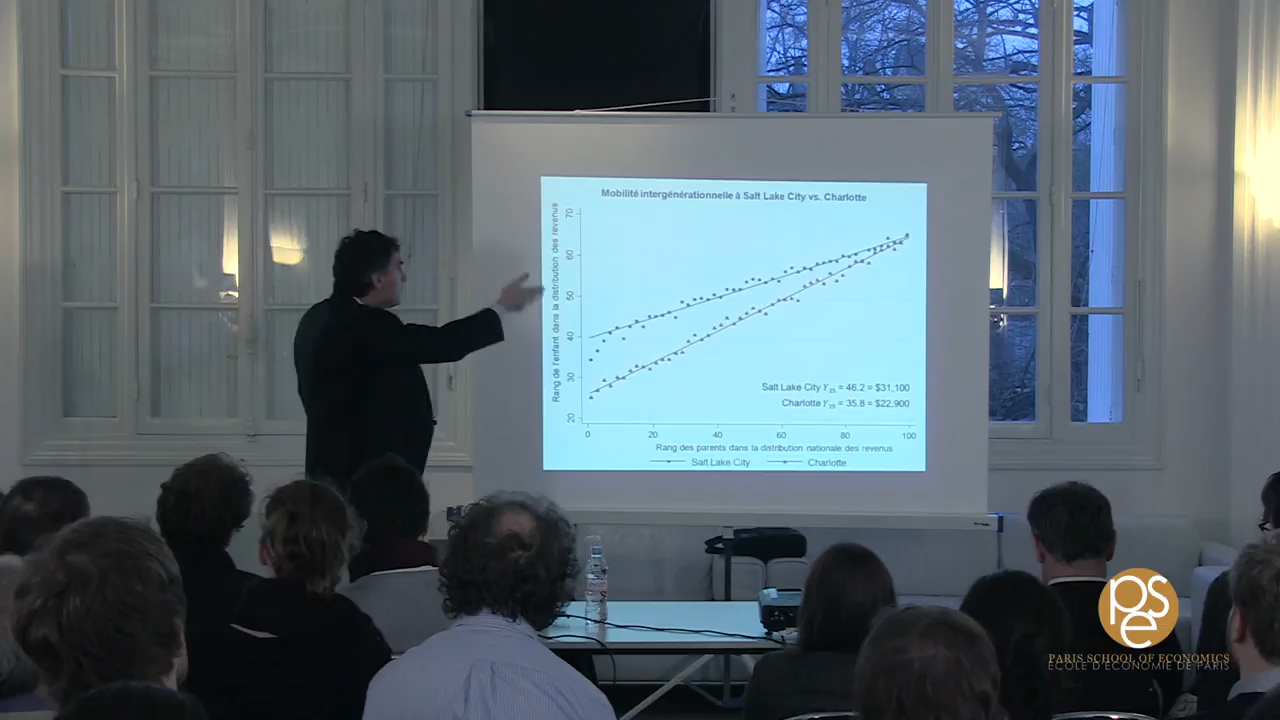 Mobilité intergénérationnelle à Salt Lake City vs. Charlotte
Rang de l'enfant dans la distribution des revenus
70
60
50
40
30
20
Salt Lake City Y25 = 46.2 = $31,100
Charlotte Y25 = 35.8 = $22,900
0 20 40 60 80 100
Rang des parents dans la distribution nationale des revenus
Salt Lake City Charlotte
pse
PARIS SCHOOL OF ECONOMICS
ECOLE D'ECONOMIE DE PARIS